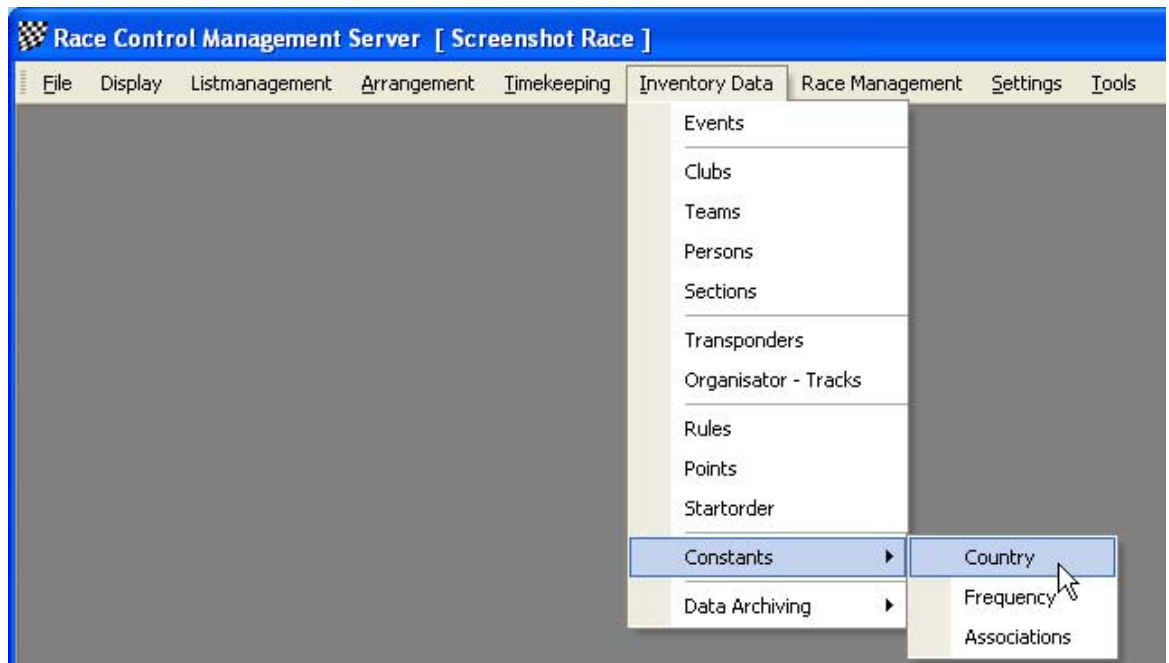 Race Control Management Server [ Screenshot Race ]
File Display Listmanagement Arrangement Timekeeping Inventory Data Race Management Settings Tools
Events
Clubs
Teams
Persons
Sections
Transponders
Organisator - Tracks
Rules
Points
Startorder
Constants
Data Archiving
Country
Frequency
Associations